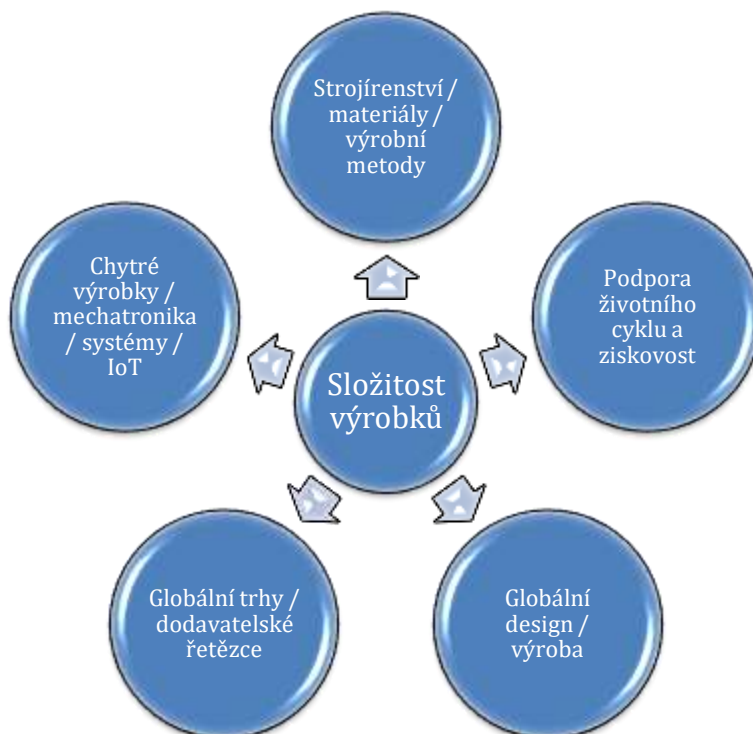 Strojírenství /
materiály /
výrobní
metody
Chytré
výrobky /
mechatronika
/ systémy /
IoT
Podpora
životního
cyklu a
ziskovost
Složitost
výrobků
Globální trhy /
dodavatelské
řetězce
Globální
design /
výroba